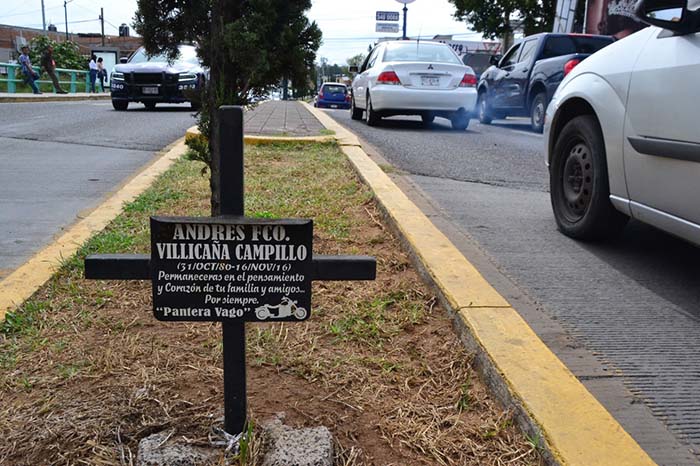 ANDRES FCO.
VILLICAÑA CAMPILLO
(31/OCT/80-16/NOV/16)
Permaneceras en el pensamiento
y Corazón de tu familia y amigos...
Por siempre.
"Pantera Vago"